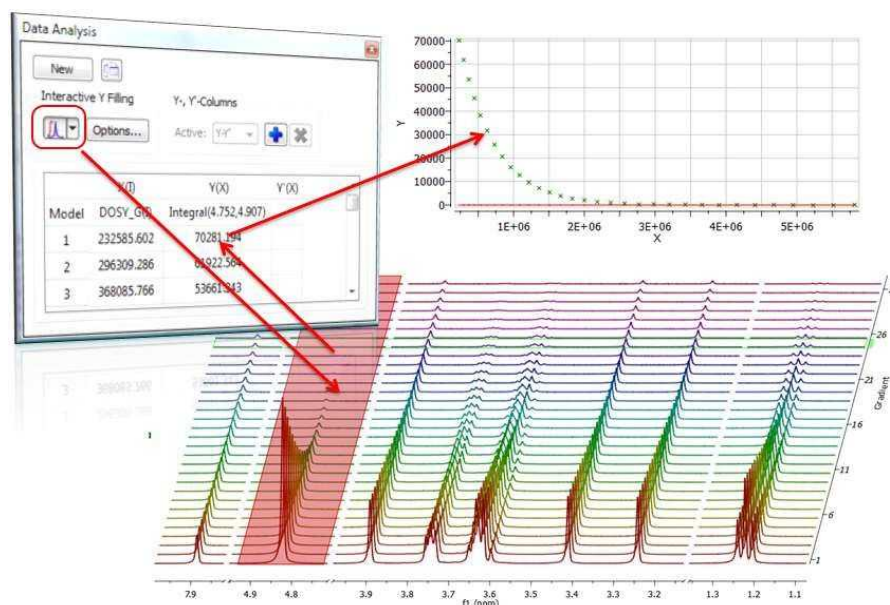 Data Analysis
New
Interactive Y Filling Y-, Y'-Columns
Options... Active: Y-Y'
X(I) Y(X) Y'(X)
Model DOSY_G(I) Integral(4.752,4.907)
1 232585.602 70281.194
2 296309.286 61922.564
3 368085.766 53661.343
70000
60000
50000
40000
30000
20000
10000
0
Y
1E+06 2E+06 3E+06 4E+06 5E+06
X
1
26
21
16
11
6
1
Gradient
7.9 4.9 4.8 3.9 3.8 3.7 3.6 3.5 3.4 3.3 3.2 1.3 1.2 1.1
f1 (ppm)